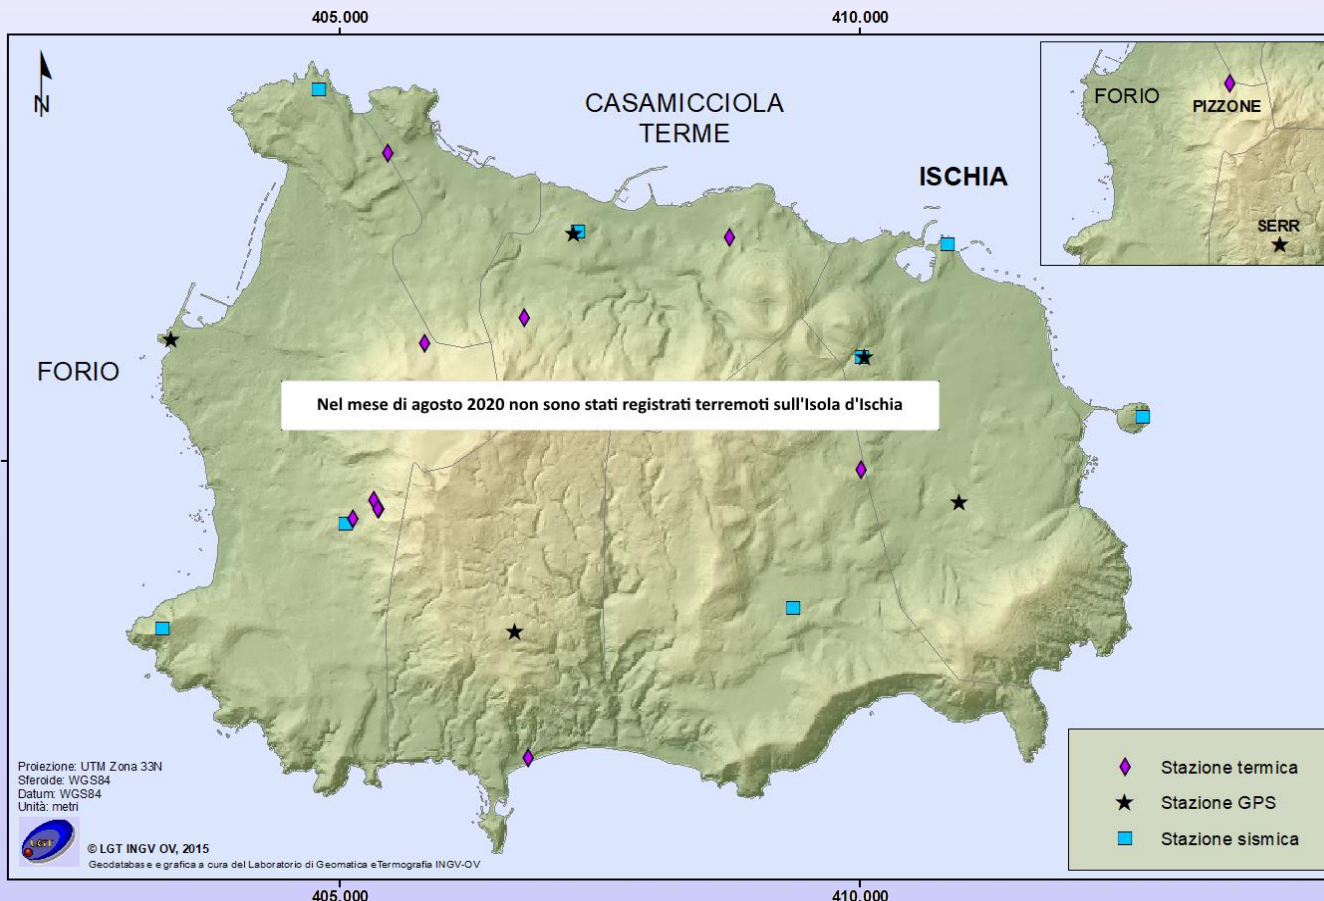 405.000 410.000
N
CASAMICCIOLA
TERME
ISCHIA
FORIO
PIZZONE
SERR
FORIO
Nel mese di agosto 2020 non sono stati registrati terremoti sull'Isola d'Ischia
Proiezione: UTM Zona 33N
Sferoide: WGS84
Datum: WGS84
Unità: metri
LGT
© LGT INGV OV, 2015
Geodatabase e grafica a cura del Laboratorio di Geomatica eTermografia INGV-OV
Stazione termica
Stazione GPS
Stazione sismica
405.000 410.000